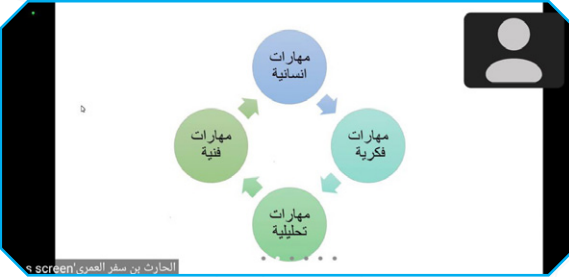 مهارات
انسانية
مهارات
فكرية
مهارات
تحليلية
مهارات
فنية
الحارث بن سفر العمري's screen